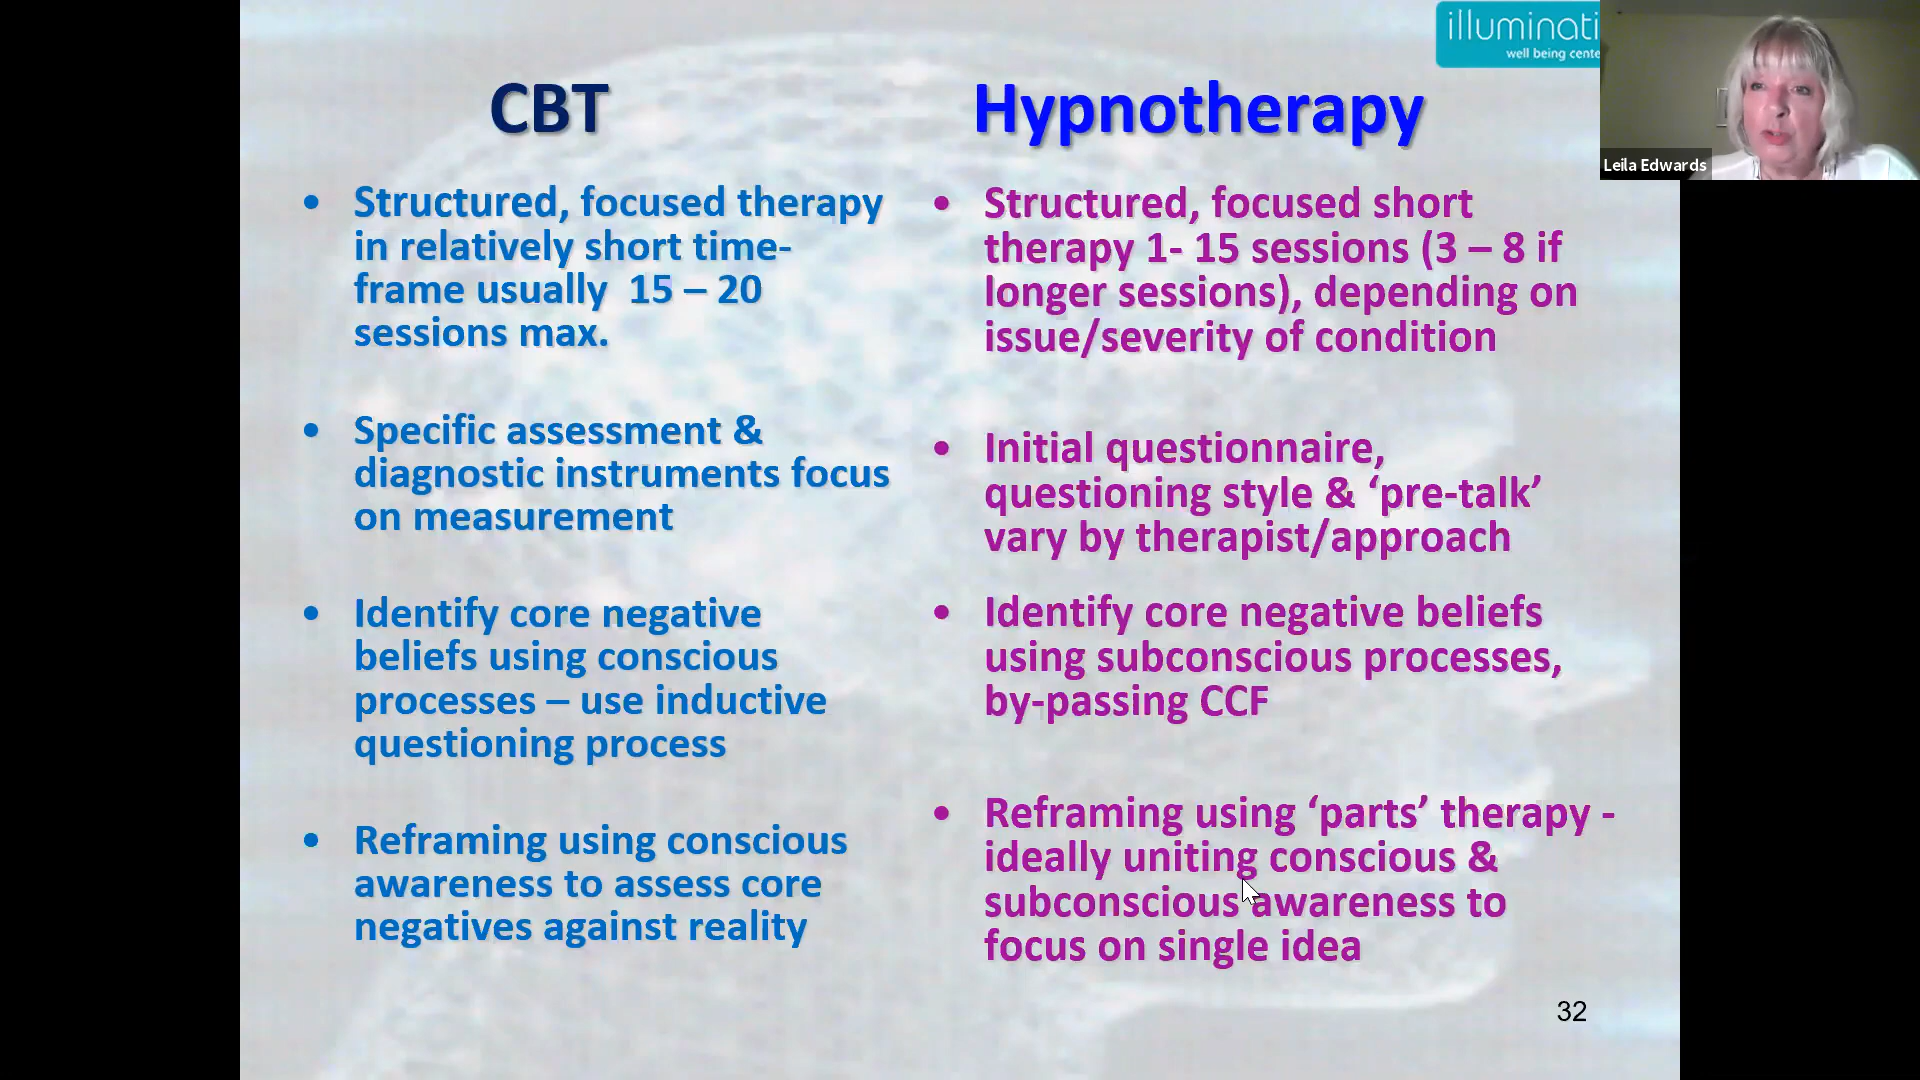 illuminati
well being cente
Leila Edwards
CBT
• Structured, focused therapy
in relatively short time-
frame usually 15 – 20
sessions max.
• Specific assessment &
diagnostic instruments focus
on measurement
• Identify core negative
beliefs using conscious
processes – use inductive
questioning process
• Reframing using conscious
awareness to assess core
negatives against reality
Hypnotherapy
• Structured, focused short
therapy 1- 15 sessions (3 – 8 if
longer sessions), depending on
issue/severity of condition
• Initial questionnaire,
questioning style & ‘pre-talk’
vary by therapist/approach
• Identify core negative beliefs
using subconscious processes,
by-passing CCF
• Reframing using ‘parts’ therapy -
ideally uniting conscious &
subconscious awareness to
focus on single idea
32